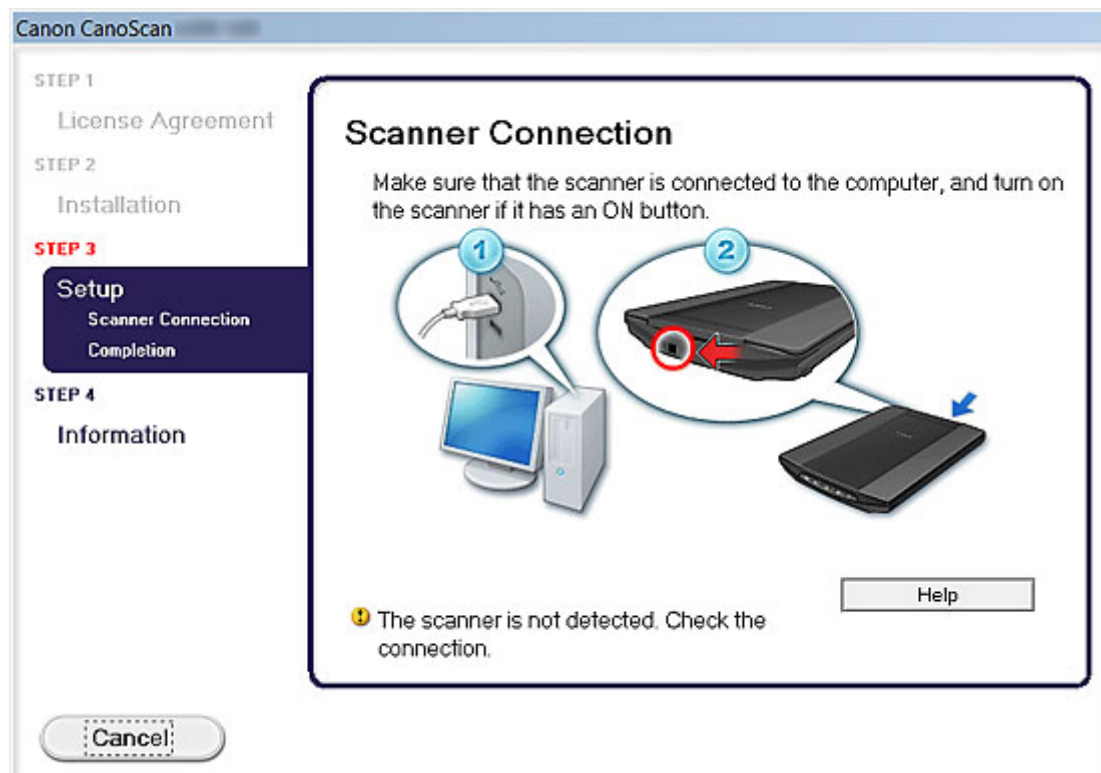 Canon CanoScan
STEP 1
License Agreement
STEP 2
Installation
STEP 3
Setup
Scanner Connection
Completion
STEP 4
Information
Scanner Connection
Make sure that the scanner is connected to the computer, and turn on
the scanner if it has an ON button.
1
2
Help
The scanner is not detected. Check the
connection.
Cancel